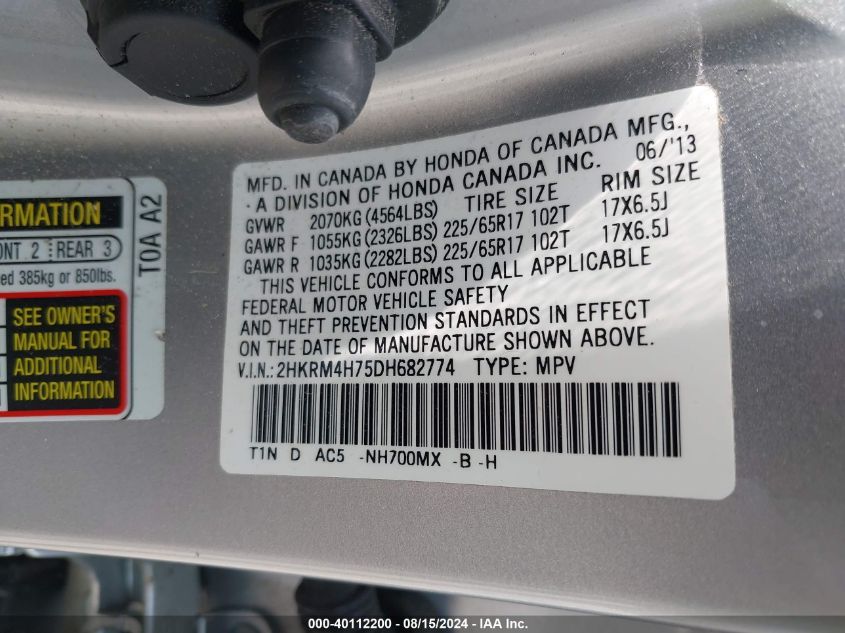 MFD. IN CANADA BY HONDA OF CANADA MFG.,
· A DIVISION OF HONDA CANADA INC. 06/'13
GVWR 2070KG (4564LBS) TIRE SIZE RIM SIZE
GAWR F 1055KG (2326LBS) 225/65R17 102T 17X6.5J
GAWR R 1035KG (2282LBS) 225/65R17 102T 17X6.5J
THIS VEHICLE CONFORMS TO ALL APPLICABLE
FEDERAL MOTOR VEHICLE SAFETY
AND THEFT PREVENTION STANDARDS IN EFFECT
ON THE DATE OF MANUFACTURE SHOWN ABOVE.
V.I.N.: 2HKRM4H75DH682774 TYPE: MPV
T1N D AC5 -NH700MX -B -H
2 REAR 3
385kg or 850lbs.
SEE OWNER'S
MANUAL FOR
ADDITIONAL
INFORMATION
T0A A2
000-40112200 - 08/15/2024 - IAA Inc.